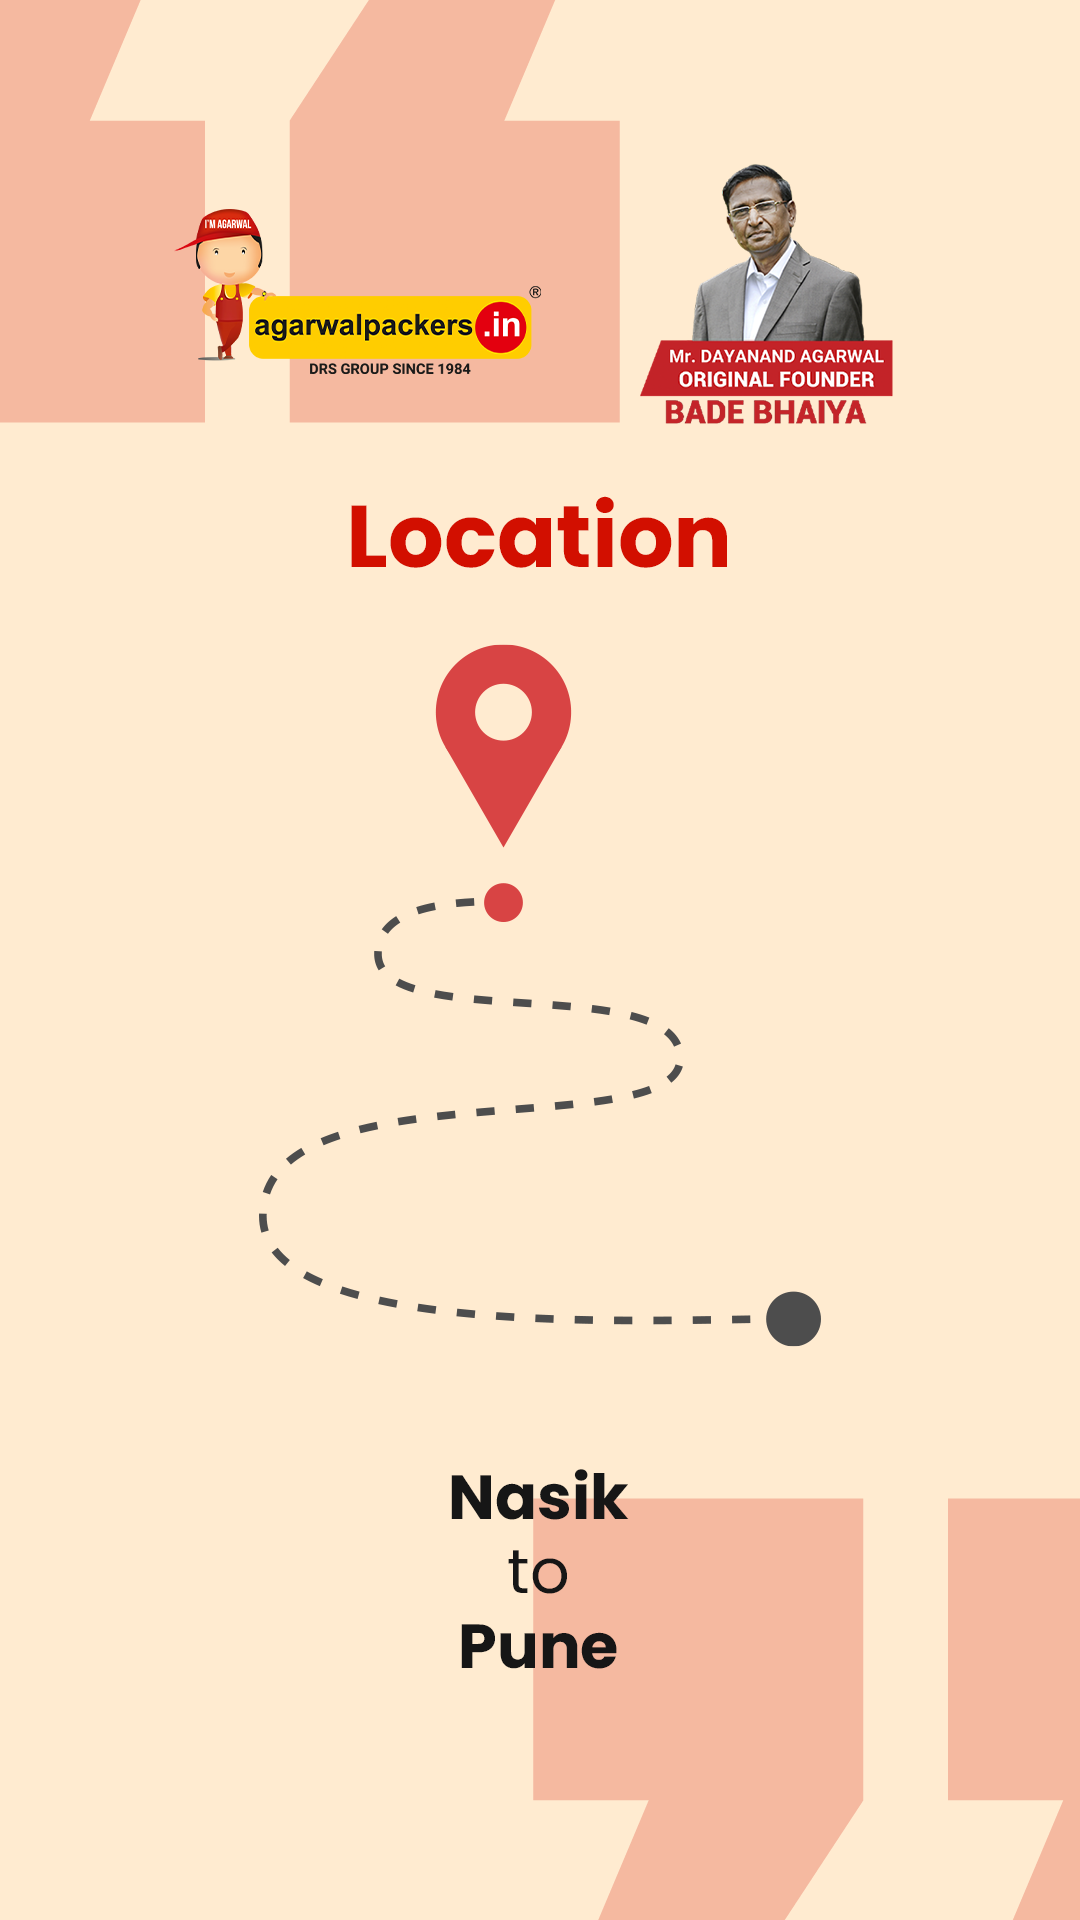 I'M AGARWAL
agarwalpackers.in ®
DRS GROUP SINCE 1984
Mr. DAYANAND AGARWAL
ORIGINAL FOUNDER
BADE BHAIYA
Location
Nasik
to
Pune